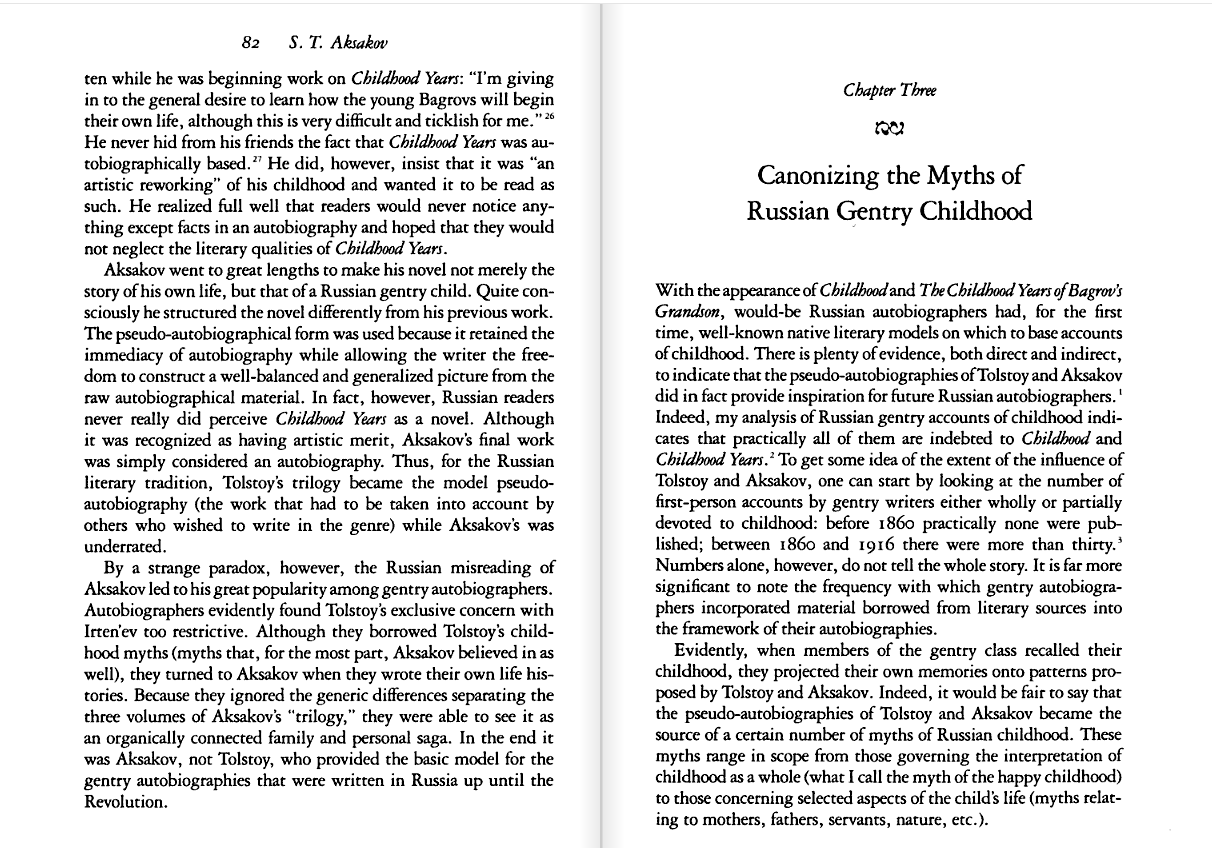 82 S. T. Aksakov
ten while he was beginning work on Childhood Years: “I’m giving
in to the general desire to learn how the young Bagrovs will begin
their own life, although this is very difficult and ticklish for me.” 26
He never hid from his friends the fact that Childhood Years was au-
tobiographically based.27 He did, however, insist that it was “an
artistic reworking” of his childhood and wanted it to be read as
such. He realized full well that readers would never notice any-
thing except facts in an autobiography and hoped that they would
not neglect the literary qualities of Childhood Years.
Aksakov went to great lengths to make his novel not merely the
story of his own life, but that of a Russian gentry child. Quite con-
sciously he structured the novel differently from his previous work.
The pseudo-autobiographical form was used because it retained the
immediacy of autobiography while allowing the writer the free-
dom to construct a well-balanced and generalized picture from the
raw autobiographical material. In fact, however, Russian readers
never really did perceive Childhood Years as a novel. Although
it was recognized as having artistic merit, Aksakov’s final work
was simply considered an autobiography. Thus, for the Russian
literary tradition, Tolstoy’s trilogy became the model pseudo-
autobiography (the work that had to be taken into account by
others who wished to write in the genre) while Aksakov’s was
underrated.
By a strange paradox, however, the Russian misreading of
Aksakov led to his great popularity among gentry autobiographers.
Autobiographers evidently found Tolstoy’s exclusive concern with
Irten’ev too restrictive. Although they borrowed Tolstoy’s child-
hood myths (myths that, for the most part, Aksakov believed in as
well), they turned to Aksakov when they wrote their own life his-
tories. Because they ignored the generic differences separating the
three volumes of Aksakov’s “trilogy,” they were able to see it as
an organically connected family and personal saga. In the end it
was Aksakov, not Tolstoy, who provided the basic model for the
gentry autobiographies that were written in Russia up until the
Revolution.
Chapter Three
Canonizing the Myths of
Russian Gentry Childhood
With the appearance of Childhood and The Childhood Years of Bagrov’s
Grandson, would-be Russian autobiographers had, for the first
time, well-known native literary models on which to base accounts
of childhood. There is plenty of evidence, both direct and indirect,
to indicate that the pseudo-autobiographies of Tolstoy and Aksakov
did in fact provide inspiration for future Russian autobiographers.1
Indeed, my analysis of Russian gentry accounts of childhood indi-
cates that practically all of them are indebted to Childhood and
Childhood Years.2 To get some idea of the extent of the influence of
Tolstoy and Aksakov, one can start by looking at the number of
first-person accounts by gentry writers either wholly or partially
devoted to childhood: before 1860 practically none were pub-
lished; between 1860 and 1916 there were more than thirty.3
Numbers alone, however, do not tell the whole story. It is far more
significant to note the frequency with which gentry autobiogra-
phers incorporated material borrowed from literary sources into
the framework of their autobiographies.
Evidently, when members of the gentry class recalled their
childhood, they projected their own memories onto patterns pro-
posed by Tolstoy and Aksakov. Indeed, it would be fair to say that
the pseudo-autobiographies of Tolstoy and Aksakov became the
source of a certain number of myths of Russian childhood. These
myths range in scope from those governing the interpretation of
childhood as a whole (what I call the myth of the happy childhood)
to those concerning selected aspects of the child’s life (myths relat-
ing to mothers, fathers, servants, nature, etc.).